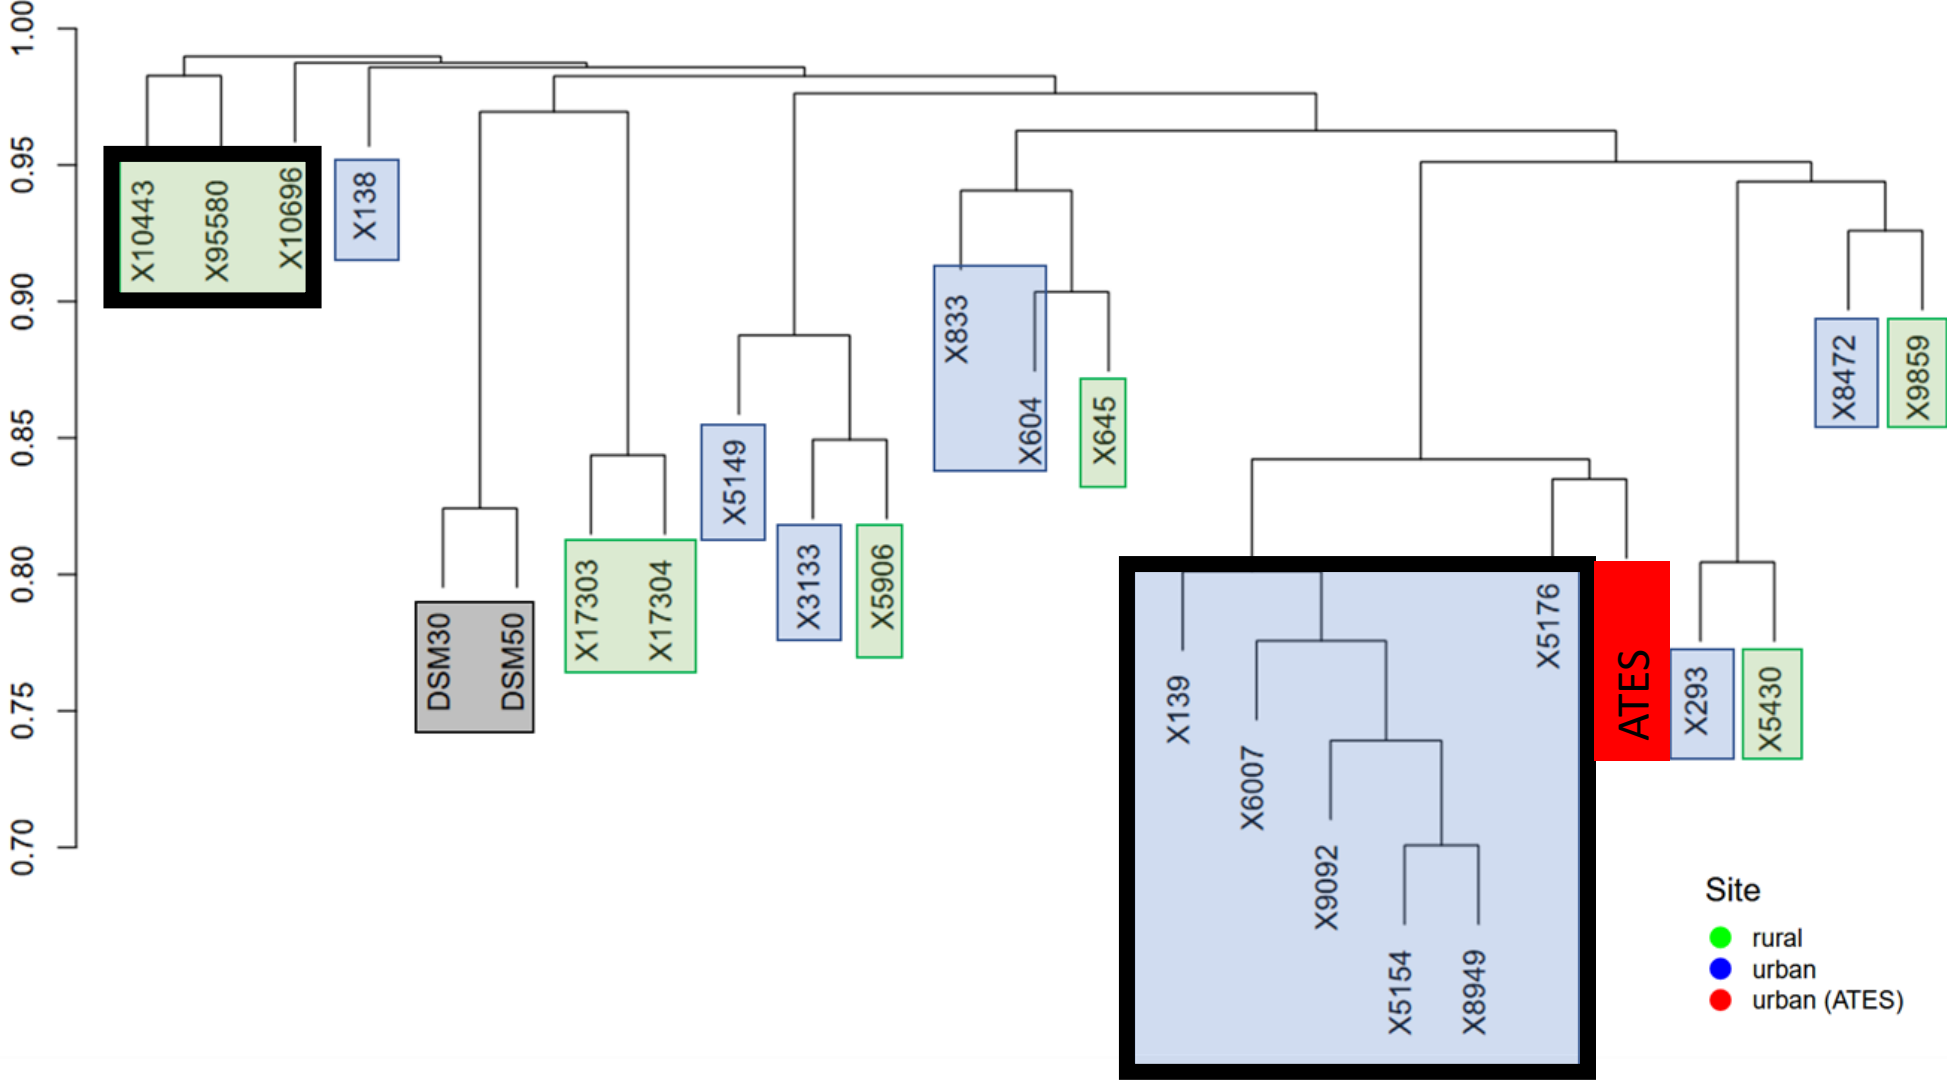 1.00
0.95
0.90
0.85
0.80
0.75
0.70
X10443
X95580
X10696
X138
DSM30
DSM50
X17303
X17304
X5149
X3133
X5906
X833
X604
X645
X139
X6007
X9092
X5154
X8949
X5176
ATES
X293
X5430
X8472
X9859
Site
rural
urban
urban (ATES)